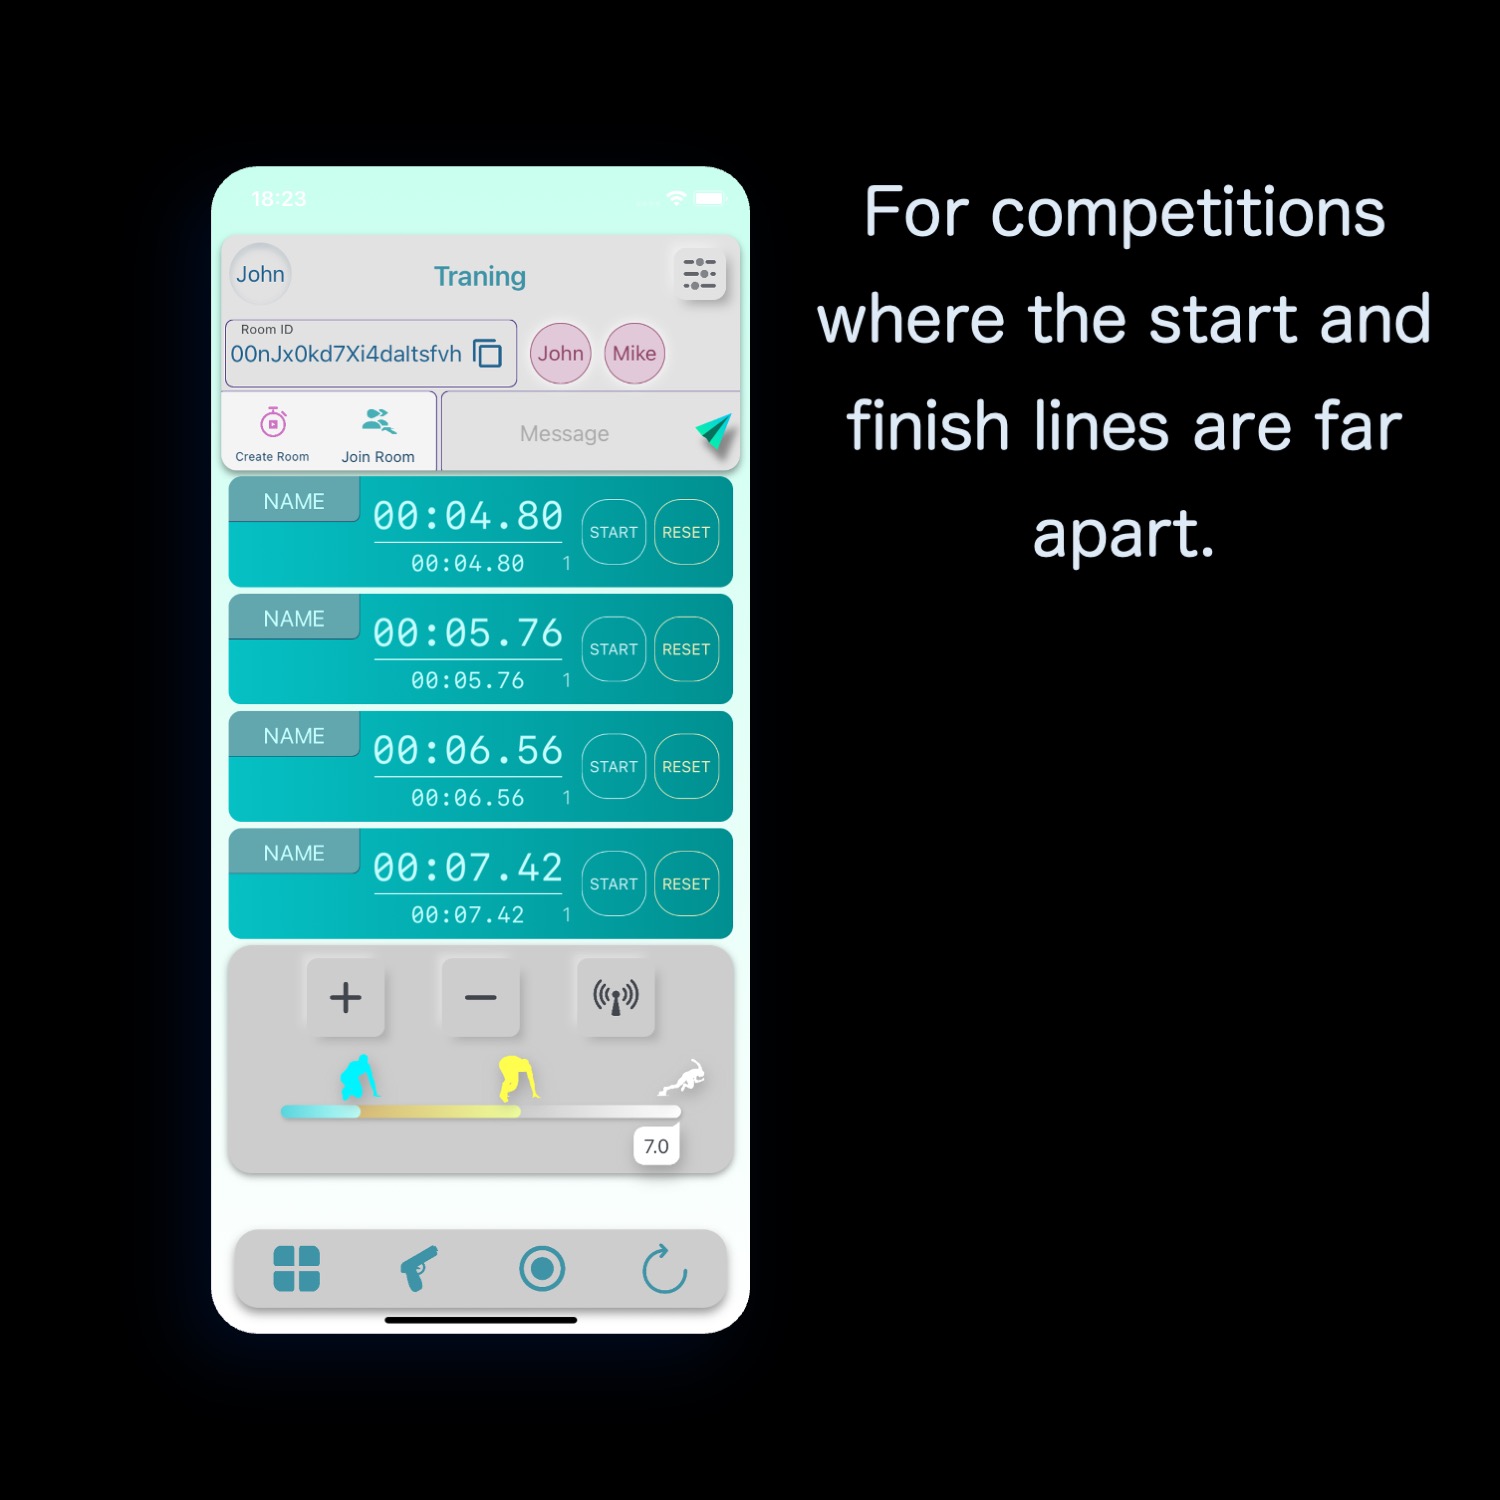 18:23
John
Traning
Room ID
00nJx0kd7Xi4daltsfvh
John
Mike
Create Room
Join Room
Message
NAME
00:04.80
START
RESET
00:04.80 1
NAME
00:05.76
START
RESET
00:05.76 1
NAME
00:06.56
START
RESET
00:06.56 1
NAME
00:07.42
START
RESET
00:07.42 1
7.0
For competitions
where the start and
finish lines are far
apart.